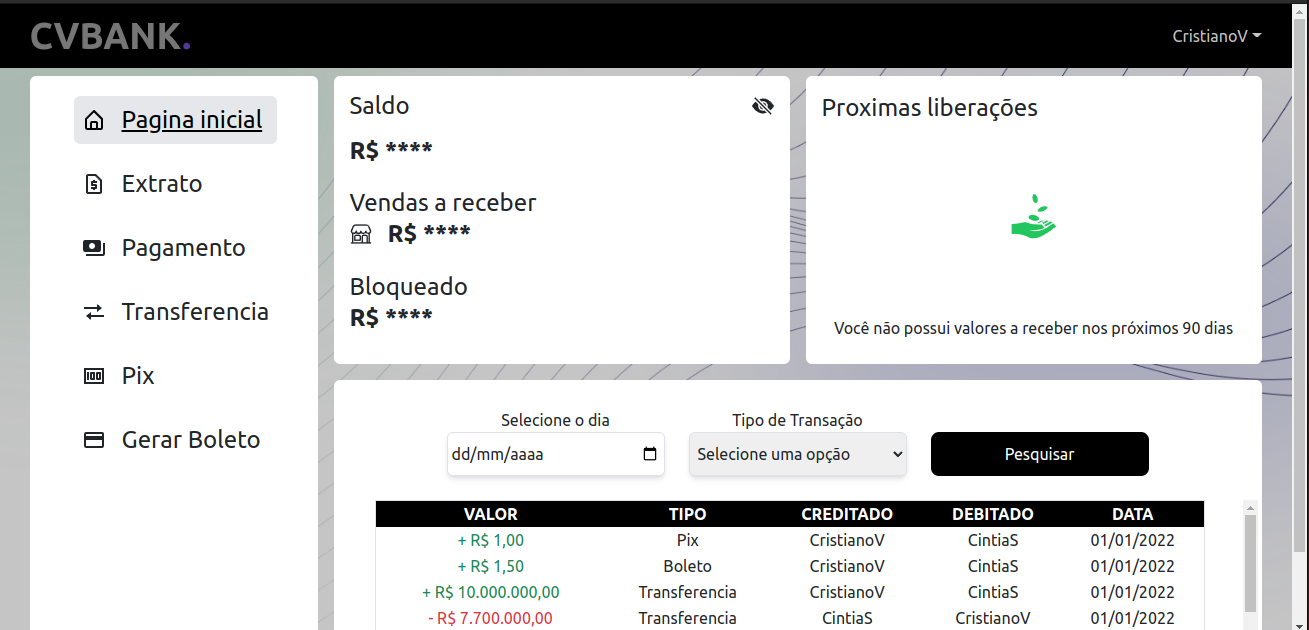 CVBANK.
CristianoV
Pagina inicial
Extrato
Pagamento
Transferencia
Pix
Gerar Boleto
Saldo
R$ ****
Vendas a receber
R$ ****
Bloqueado
R$ ****
Proximas liberações
Você não possui valores a receber nos próximos 90 dias
Selecione o dia
dd/mm/aaaa
Tipo de Transação
Selecione uma opção
Pesquisar
VALOR TIPO CREDITADO DEBITADO DATA
+ R$ 1,00 Pix CristianoV CintiaS 01/01/2022
+ R$ 1,50 Boleto CristianoV CintiaS 01/01/2022
+ R$ 10.000.000,00 Transferencia CristianoV CintiaS 01/01/2022
- R$ 7.700.000,00 Transferencia CintiaS CristianoV 01/01/2022